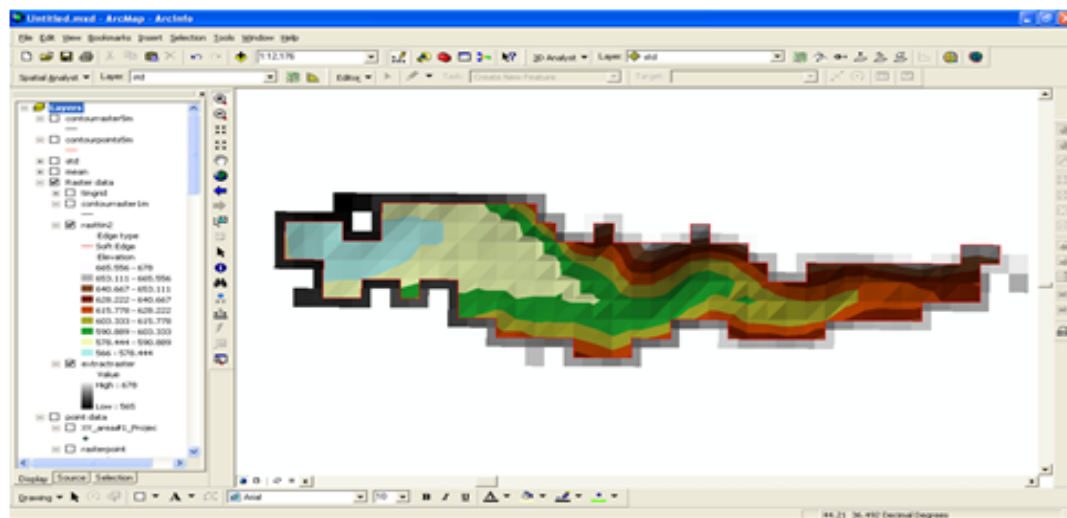 Untitled.mxd - ArcMap - ArcInfo
File Edit View Bookmarks Insert Selection Tools Window Help
1:12,176 3D Analyst Layer: std
Spatial Analyst Layer: std Editor Task: Create New Feature Target:
Layers
contourraster5m
contourpoints5m
std
mean
Raster data
tingrid
contourraster1m
rasttin2
Edge type
Soft Edge
Elevation
665.556 - 678
653.111 - 665.556
640.667 - 653.111
628.222 - 640.667
615.778 - 628.222
603.333 - 615.778
590.889 - 603.333
578.444 - 590.889
566 - 578.444
extractraster
Value
High : 678
Low : 565
point data
XY_area#1_Projec
rasterpoint
Display Source Selection
Drawing A Arial 10 B I U A
44.21 36.492 Decimal Degrees